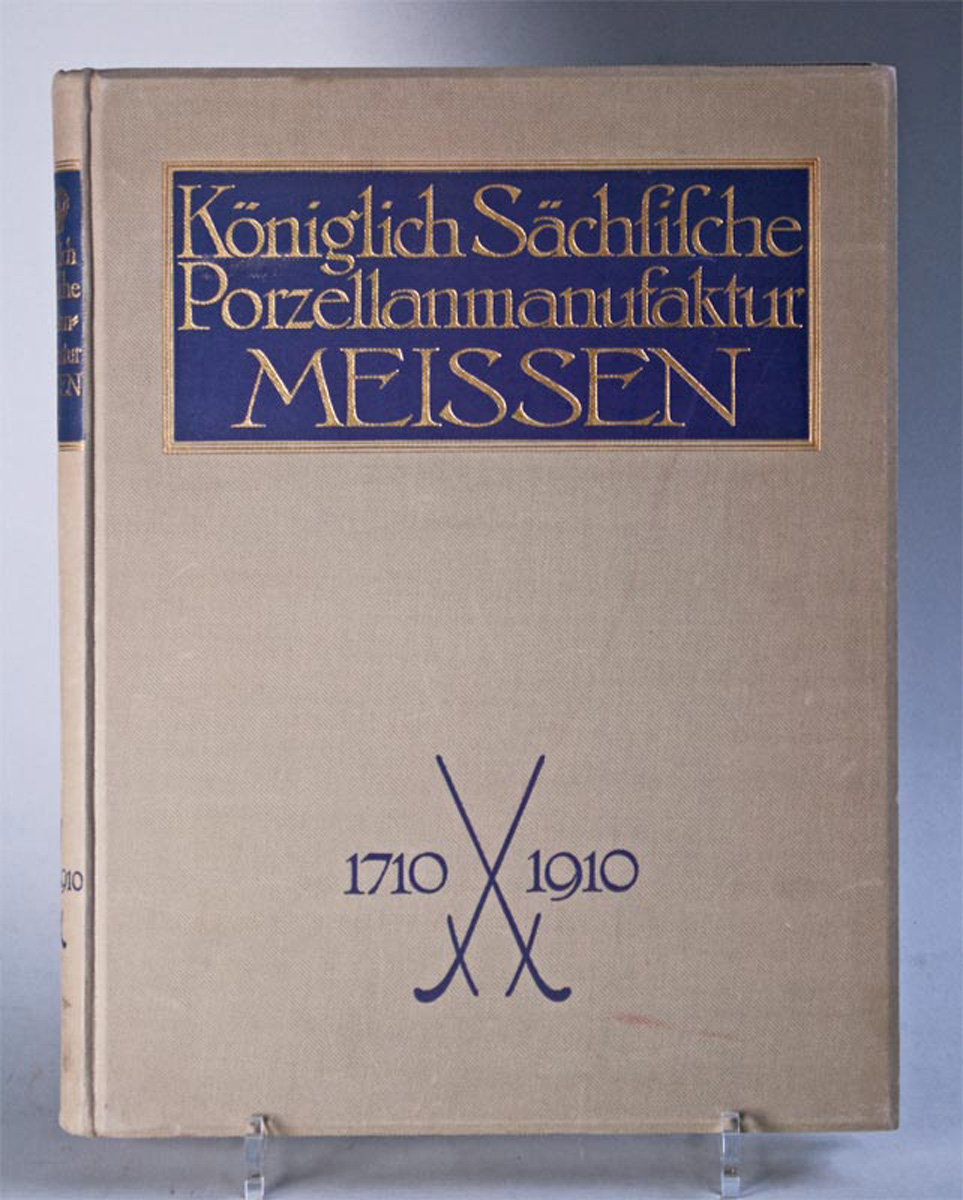 Königlich Sächſiſche
Porzellanmanufaktur
MEISSEN
1710 1910